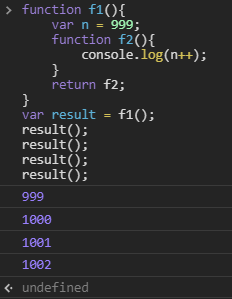 > function f1(){
    var n = 999;
    function f2(){
        console.log(n++);
    }
    return f2;
}
var result = f1();
result();
result();
result();
result();
999
1000
1001
1002
undefined